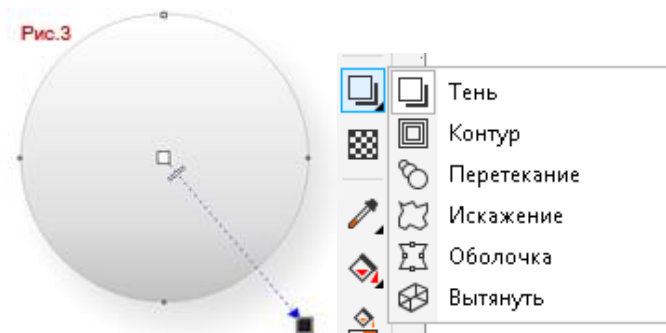 Рис.3
Тень
Контур
Перетекание
Искажение
Оболочка
Вытянуть